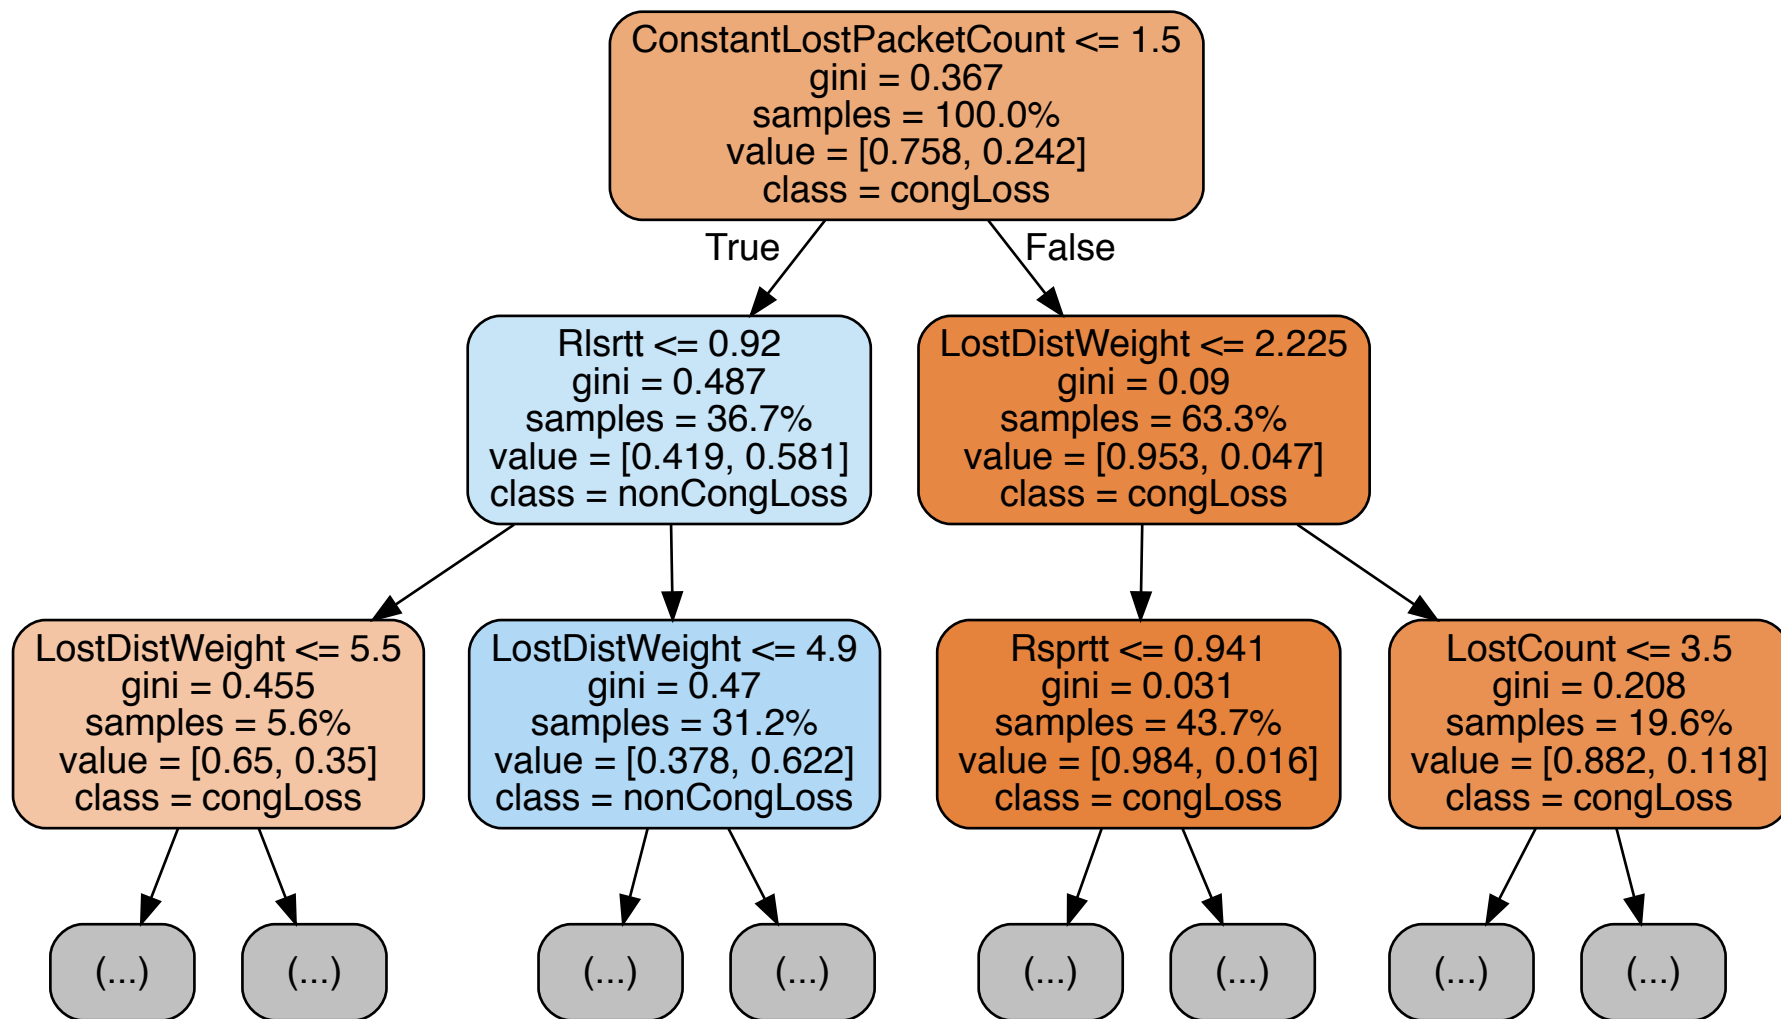 ConstantLostPacketCount <= 1.5
gini = 0.367
samples = 100.0%
value = [0.758, 0.242]
class = congLoss
True
False
Rlsrtt <= 0.92
gini = 0.487
samples = 36.7%
value = [0.419, 0.581]
class = nonCongLoss
LostDistWeight <= 2.225
gini = 0.09
samples = 63.3%
value = [0.953, 0.047]
class = congLoss
LostDistWeight <= 5.5
gini = 0.455
samples = 5.6%
value = [0.65, 0.35]
class = congLoss
LostDistWeight <= 4.9
gini = 0.47
samples = 31.2%
value = [0.378, 0.622]
class = nonCongLoss
Rsprtt <= 0.941
gini = 0.031
samples = 43.7%
value = [0.984, 0.016]
class = congLoss
LostCount <= 3.5
gini = 0.208
samples = 19.6%
value = [0.882, 0.118]
class = congLoss
(...)
(...)
(...)
(...)
(...)
(...)
(...)
(...)